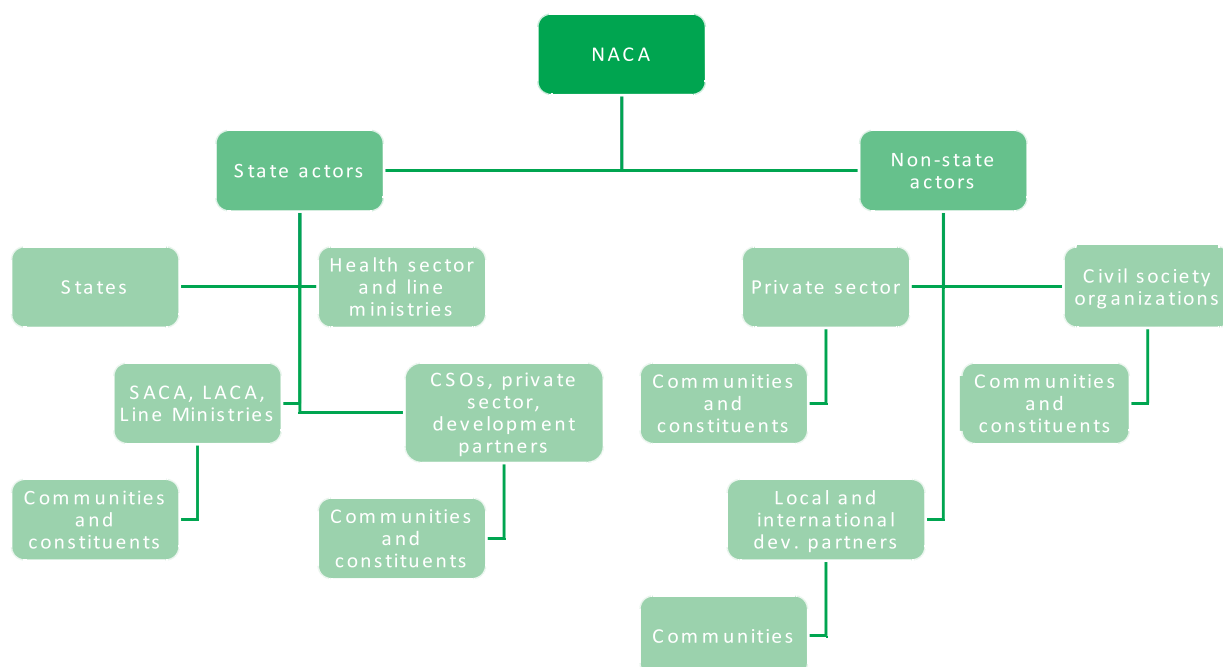 NACA
State actors
Non-state
actors
States
Health sector
and line
ministries
Private sector
Civil society
organizations
SACA, LACA,
Line Ministries
CSOs, private
sector,
development
partners
Communities
and
constituents
Communities
and
constituents
Communities
and
constituents
Communities
and
constituents
Local and
international
dev. partners
Communities